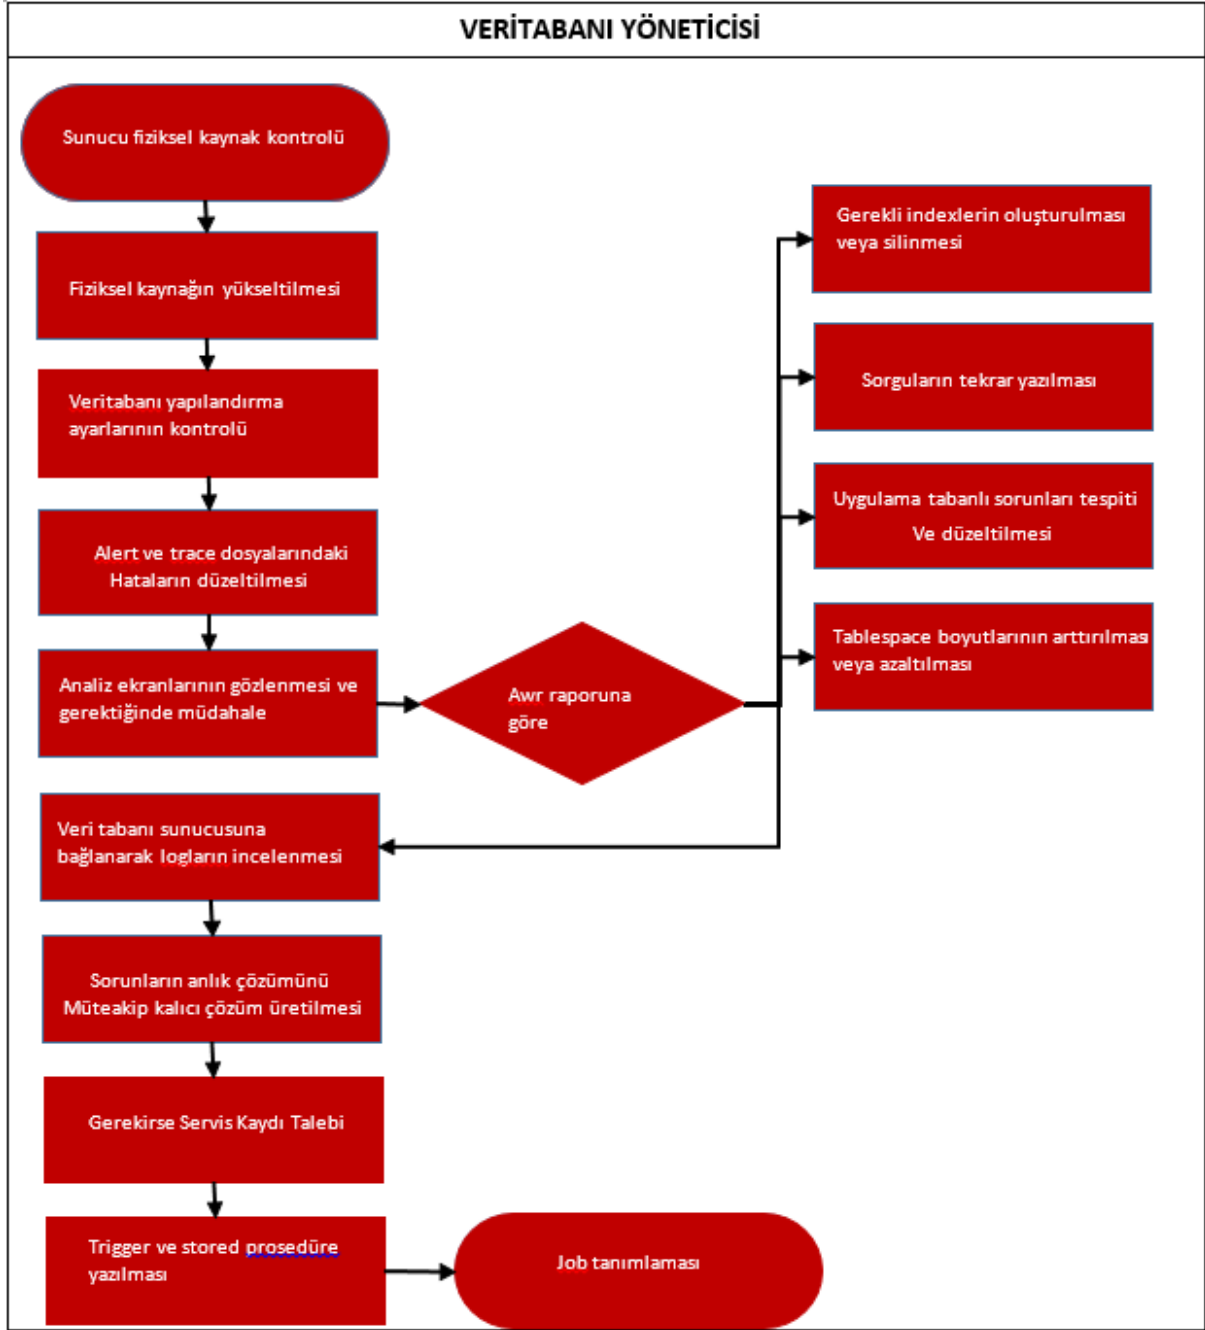 VERİTABANI YÖNETİCİSİ
Sunucu fiziksel kaynak kontrolü
Fiziksel kaynağın yükseltilmesi
Veritabanı yapılandırma
ayarlarının kontrolü
Alert ve trace dosyalarındaki
Hataların düzeltilmesi
Analiz ekranlarının gözlenmesi ve
gerektiğinde müdahale
Awr raporuna
göre
Gerekli indexlerin oluşturulması
veya silinmesi
Sorguların tekrar yazılması
Uygulama tabanlı sorunları tespiti
Ve düzeltilmesi
Tablespace boyutlarının arttırılması
veya azaltılması
Veri tabanı sunucusuna
bağlanarak logların incelenmesi
Sorunların anlık çözümünü
Müteakip kalıcı çözüm üretilmesi
Gerekirse Servis Kaydı Talebi
Trigger ve stored prosedüre
yazılması
Job tanımlaması